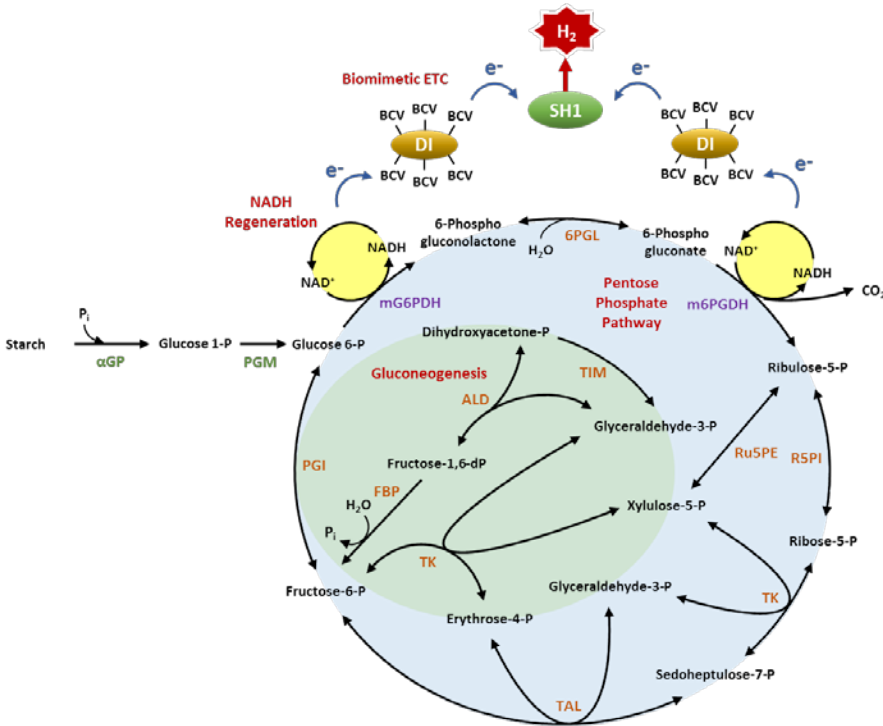 H2
Biomimetic ETC
e-
e-
SH1
BCV
BCV
BCV
DI
BCV
BCV
BCV
BCV
BCV
BCV
DI
BCV
BCV
BCV
e-
e-
NADH
Regeneration
NADH
NAD+
6-Phospho
gluconolactone
H2O
6PGL
6-Phospho
gluconate
NAD+
NADH
CO2
mG6PDH
Pentose
Phosphate
Pathway
m6PGDH
Pi
Starch
αGP
Glucose 1-P
PGM
Glucose 6-P
Dihydroxyacetone-P
Gluconeogenesis
ALD
TIM
Ribulose-5-P
Glyceraldehyde-3-P
PGI
Fructose-1,6-dP
Ru5PE
R5PI
FBP
H2O
Pi
Xylulose-5-P
Ribose-5-P
TK
Fructose-6-P
Glyceraldehyde-3-P
TK
Erythrose-4-P
Sedoheptulose-7-P
TAL